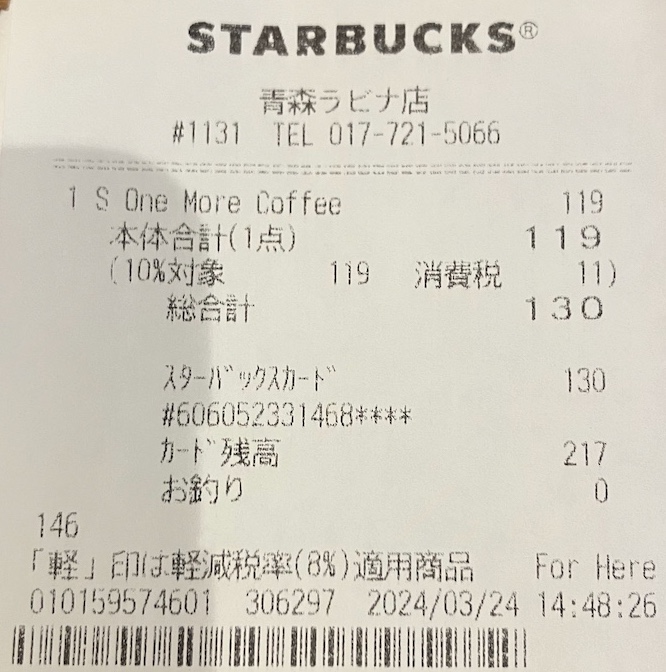 STARBUCKS®
青森ラビナ店
#1131 TEL 017-721-5066
1 S One More Coffee 119
本体合計(1点) 119
(10%対象 119 消費税 11)
総合計 130
スターバックスカード 130
#606052331468****
カード残高 217
お釣り 0
146
「軽」印は軽減税率(8%)適用商品 For Here
010159574601 306297 2024/03/24 14:48:26